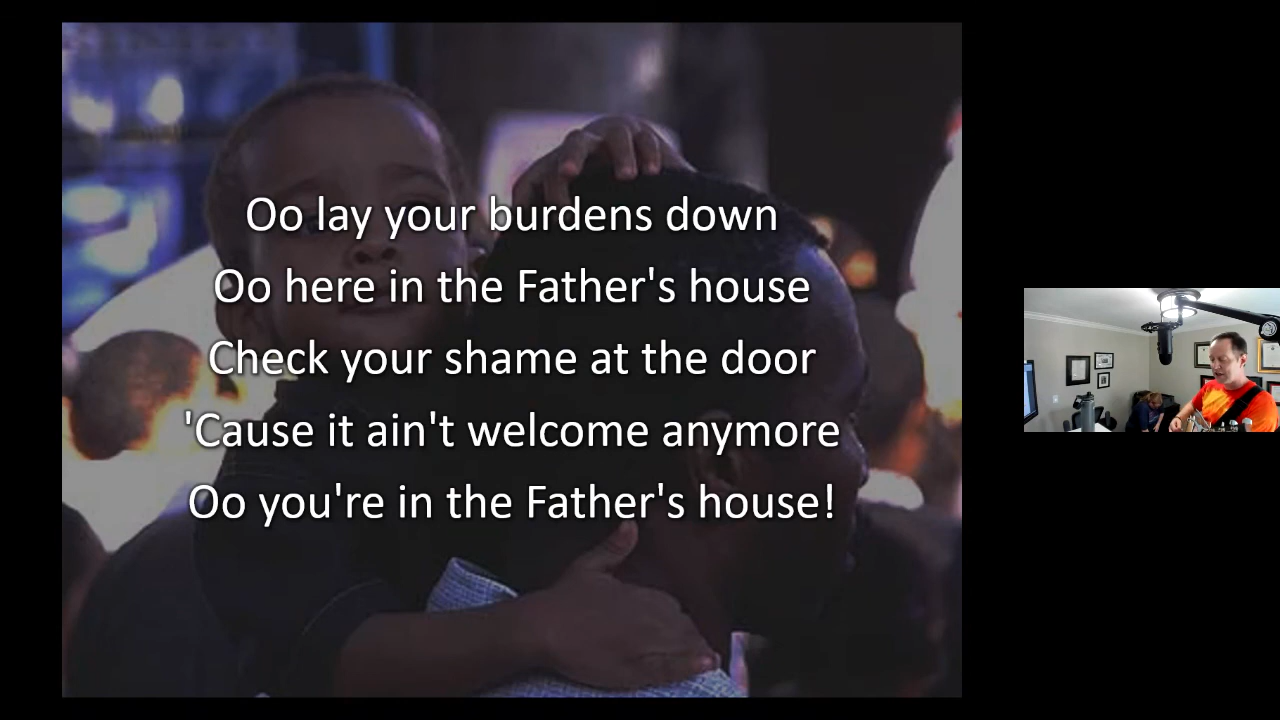 Oo lay your burdens down
Oo here in the Father's house
Check your shame at the door
'Cause it ain't welcome anymore
Oo you're in the Father's house!